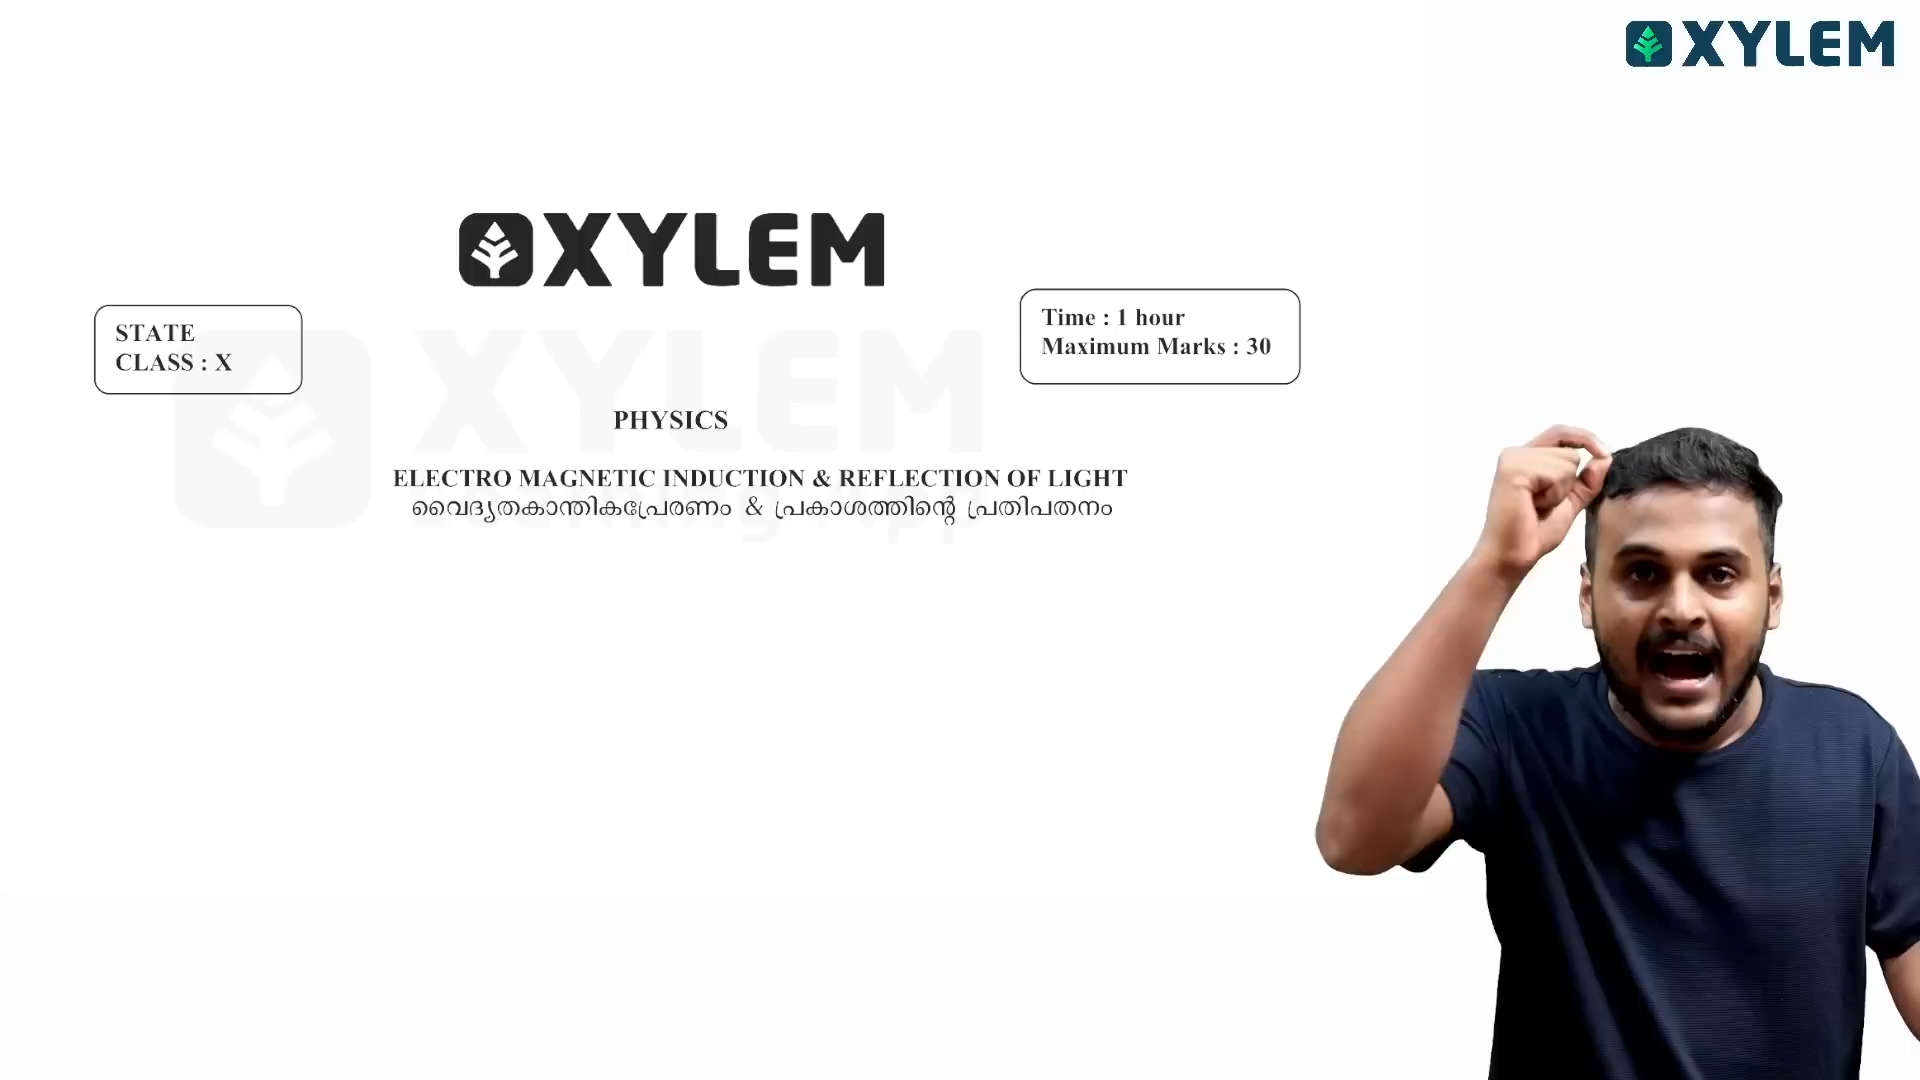 XYLEM
XYLEM
STATE
CLASS : X
Time : 1 hour
Maximum Marks : 30
XYLEM
PHYSICS
ELECTRO MAGNETIC INDUCTION & REFLECTION OF LIGHT
വൈദ്യുതകാന്തികപ്രേരണം & പ്രകാശത്തിന്റെ പ്രതിപതനം